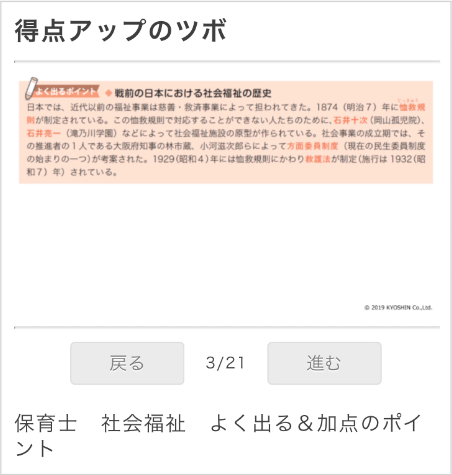 得点アップのツボ
よく出るポイント ◆戦前の日本における社会福祉の歴史
日本では、近代以前の福祉事業は慈善・救済事業によって担われてきた。1874（明治7）年に恤救規
則が制定されている。この恤救規則で対応することができない人たちのために、石井十次（岡山孤児院）、
石井亮一（滝乃川学園）などによって社会福祉施設の原型が作られている。社会事業の成立期では、そ
の推進者の1人である大阪府知事の林市蔵、小河滋次郎らによって方面委員制度（現在の民生委員制度
の始まりの一つ）が考案された。1929（昭和4）年には恤救規則にかわり救護法が制定（施行は1932（昭
和7）年）されている。
© 2019 KYOSHIN Co.,Ltd.
戻る 3/21 進む
保育士　社会福祉　よく出る＆加点のポイ
ント